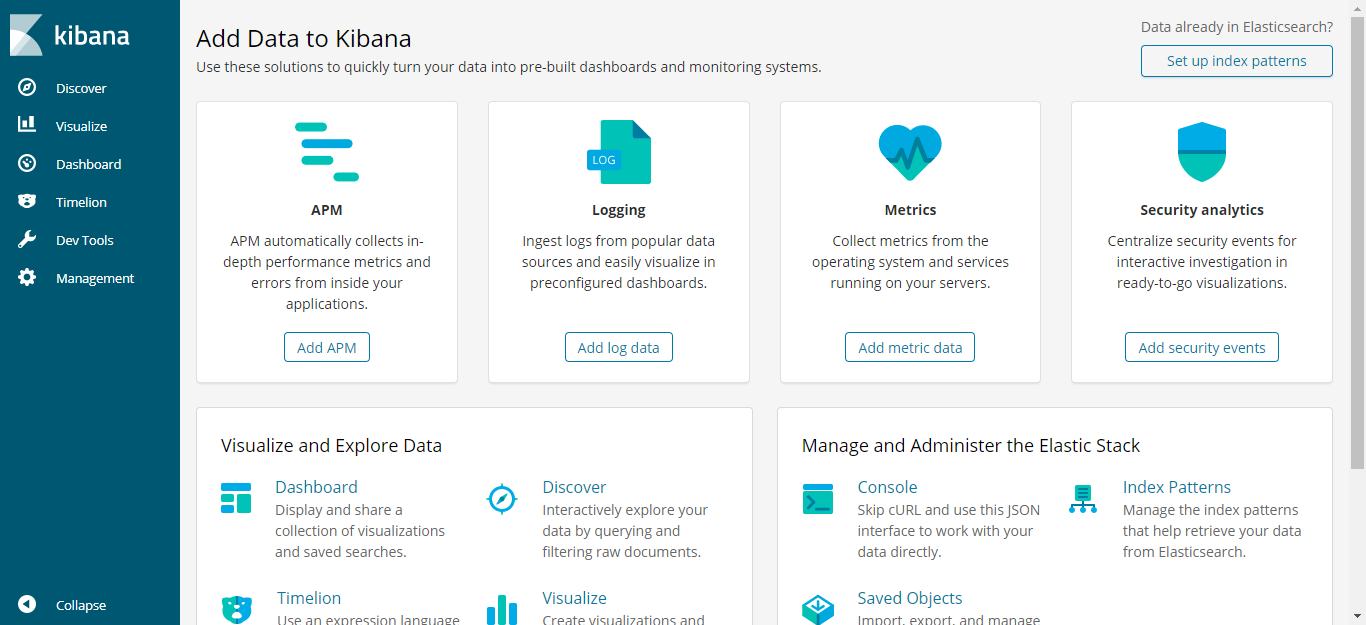 kibana
Discover
Visualize
Dashboard
Timelion
Dev Tools
Management
Collapse
Add Data to Kibana
Use these solutions to quickly turn your data into pre-built dashboards and monitoring systems.
Data already in Elasticsearch?
Set up index patterns
APM
APM automatically collects in-
depth performance metrics and
errors from inside your
applications.
Add APM
LOG
Logging
Ingest logs from popular data
sources and easily visualize in
preconfigured dashboards.
Add log data
Metrics
Collect metrics from the
operating system and services
running on your servers.
Add metric data
Security analytics
Centralize security events for
interactive investigation in
ready-to-go visualizations.
Add security events
Visualize and Explore Data
Dashboard
Display and share a
collection of visualizations
and saved searches.
Discover
Interactively explore your
data by querying and
filtering raw documents.
Timelion
Use an expression language
Visualize
Create visualizations and
Manage and Administer the Elastic Stack
Console
Skip cURL and use this JSON
interface to work with your
data directly.
Index Patterns
Manage the index patterns
that help retrieve your data
from Elasticsearch.
Saved Objects
Import, export, and manage